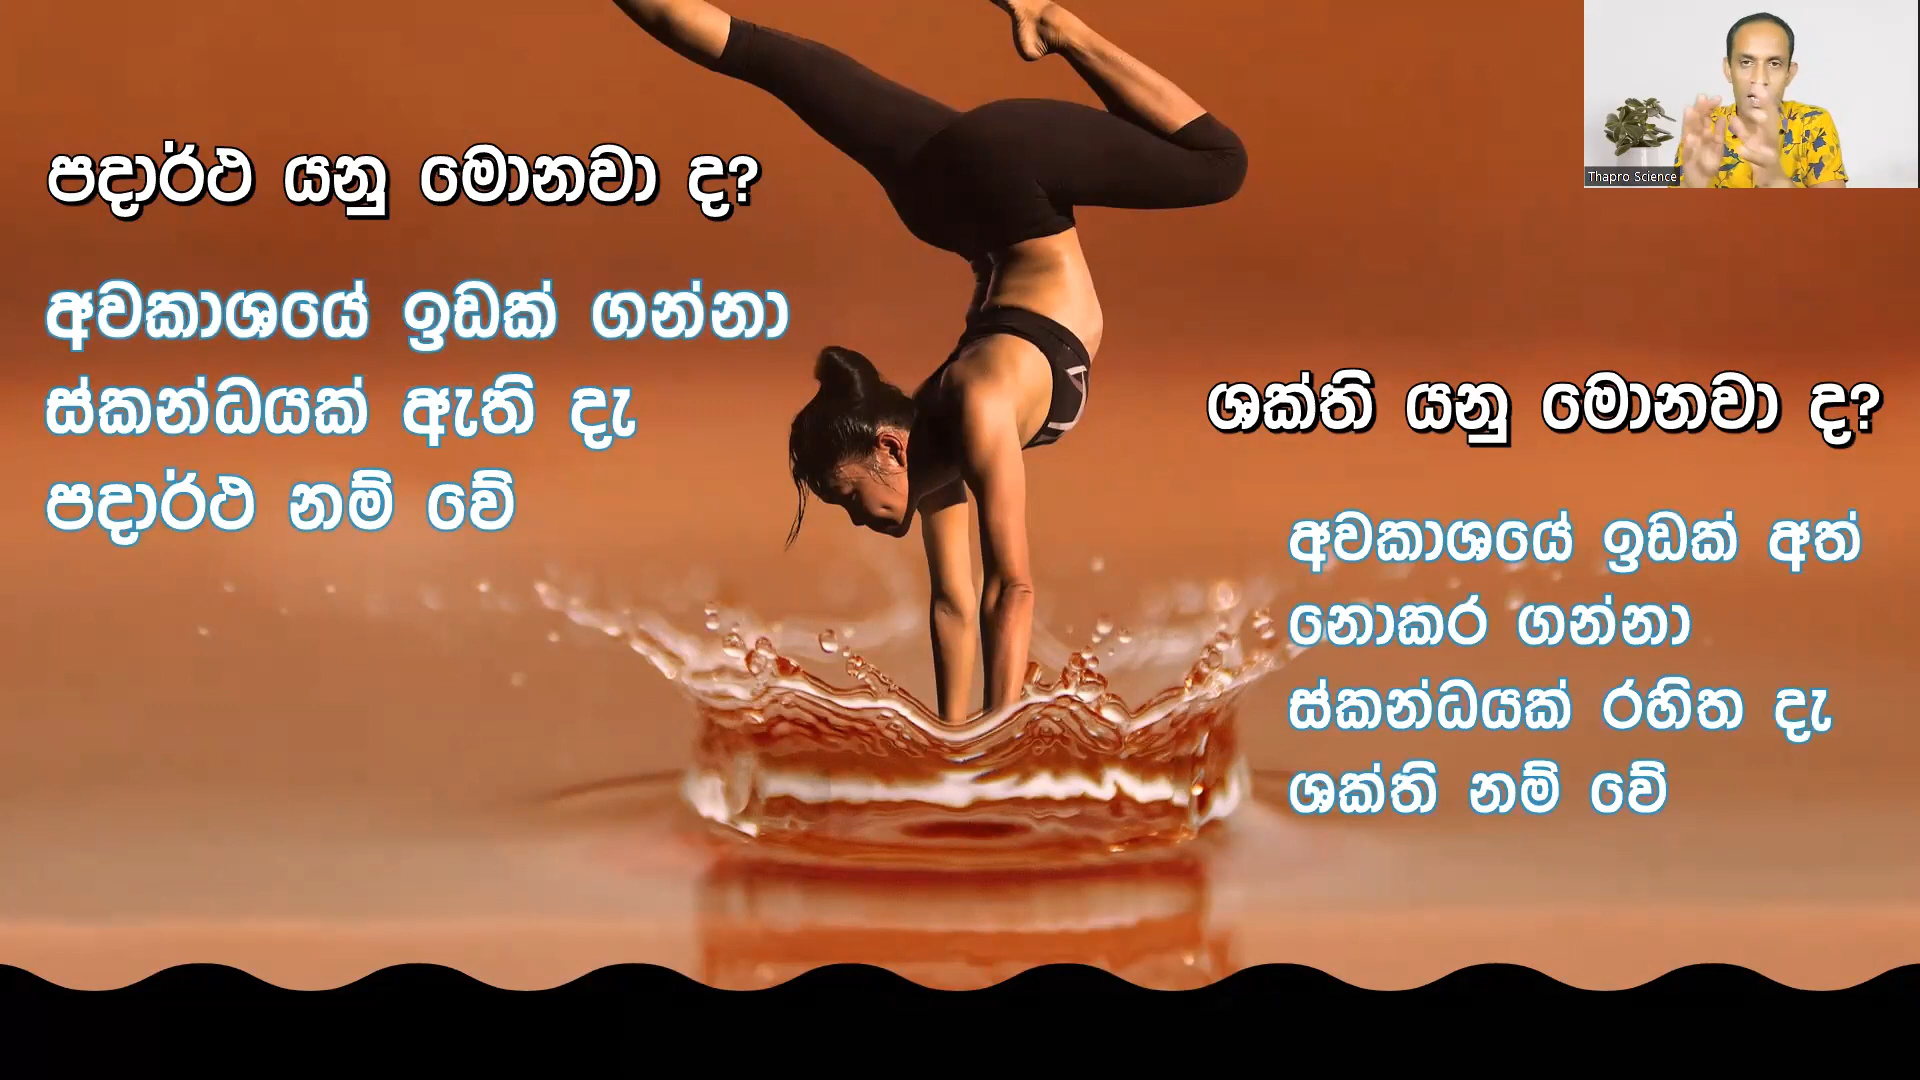 පදාර්ථ යනු මොනවා ද?
අවකාශයේ ඉඩක් ගන්නා
ස්කන්ධයක් ඇති දෑ
පදාර්ථ නම් වේ
ශක්ති යනු මොනවා ද?
අවකාශයේ ඉඩක් අත්
නොකර ගන්නා
ස්කන්ධයක් රහිත දෑ
ශක්ති නම් වේ
Thapro Science